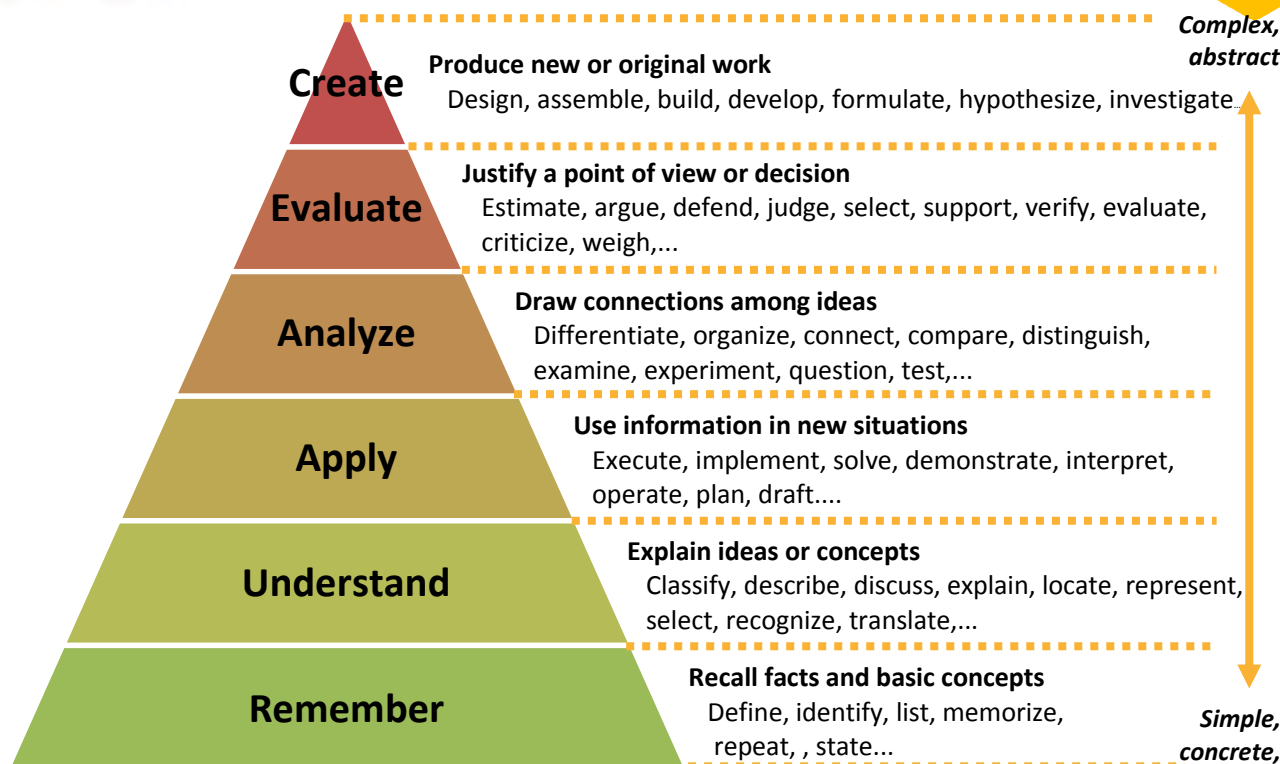 Complex,
abstract
Create
Produce new or original work
Design, assemble, build, develop, formulate, hypothesize, investigate...
Evaluate
Justify a point of view or decision
Estimate, argue, defend, judge, select, support, verify, evaluate,
criticize, weigh,...
Analyze
Draw connections among ideas
Differentiate, organize, connect, compare, distinguish,
examine, experiment, question, test,...
Apply
Use information in new situations
Execute, implement, solve, demonstrate, interpret,
operate, plan, draft....
Understand
Explain ideas or concepts
Classify, describe, discuss, explain, locate, represent,
select, recognize, translate,...
Remember
Recall facts and basic concepts
Define, identify, list, memorize,
repeat, , state...
Simple,
concrete,